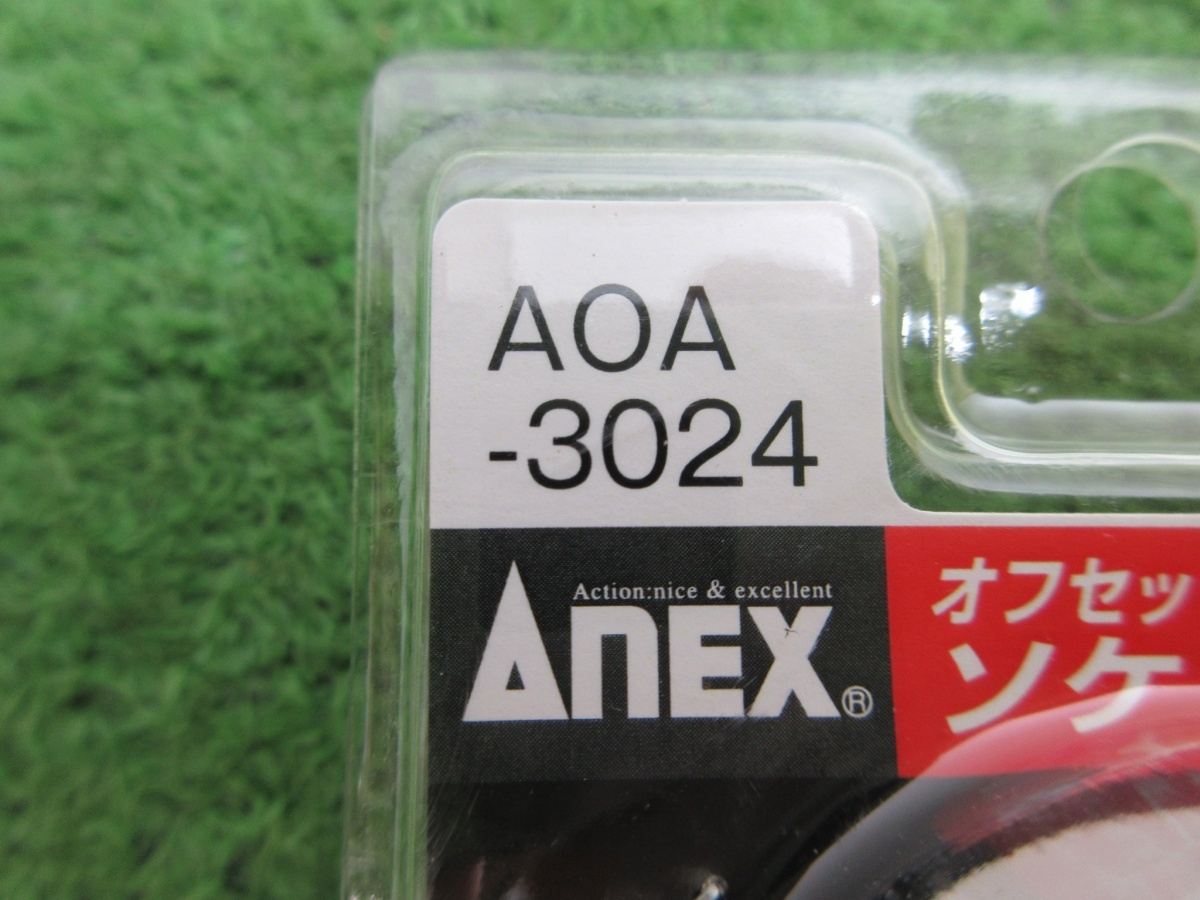 AOA
-3024
Action:nice & excellent
ANEX®
オフセッ
ソケ